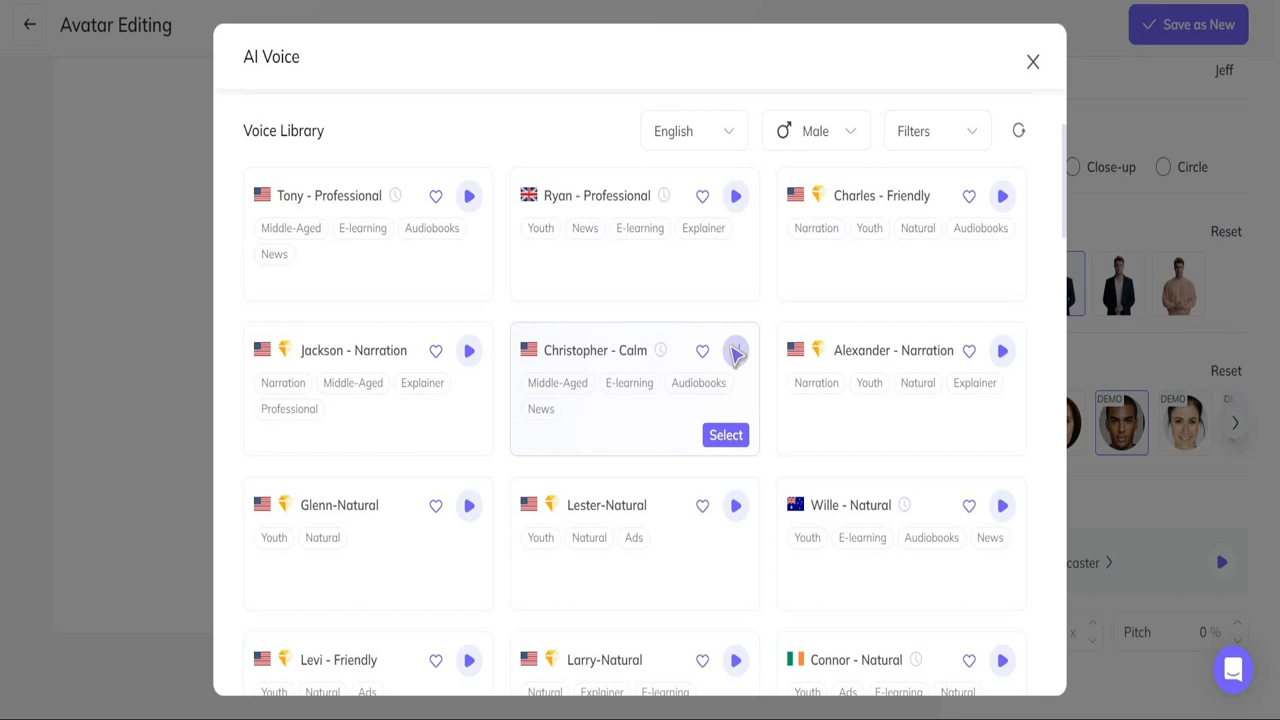 Avatar Editing
Save as New
AI Voice
Jeff
Voice Library
English
Male
Filters
Close-up
Circle
Tony - Professional
Middle-Aged E-learning Audiobooks
News
Ryan - Professional
Youth News E-learning Explainer
Charles - Friendly
Narration Youth Natural Audiobooks
Reset
Jackson - Narration
Narration Middle-Aged Explainer
Professional
Christopher - Calm
Middle-Aged E-learning Audiobooks
News
Select
Alexander - Narration
Narration Youth Natural Explainer
Reset
DEMO
DEMO
DE
Glenn-Natural
Youth Natural
Lester-Natural
Youth Natural Ads
Wille - Natural
Youth E-learning Audiobooks News
caster
x
Pitch 0 %
Levi - Friendly
Youth Natural Ads
Larry-Natural
Natural Explainer E-learning
Connor - Natural
Youth Ads E-learning Natural